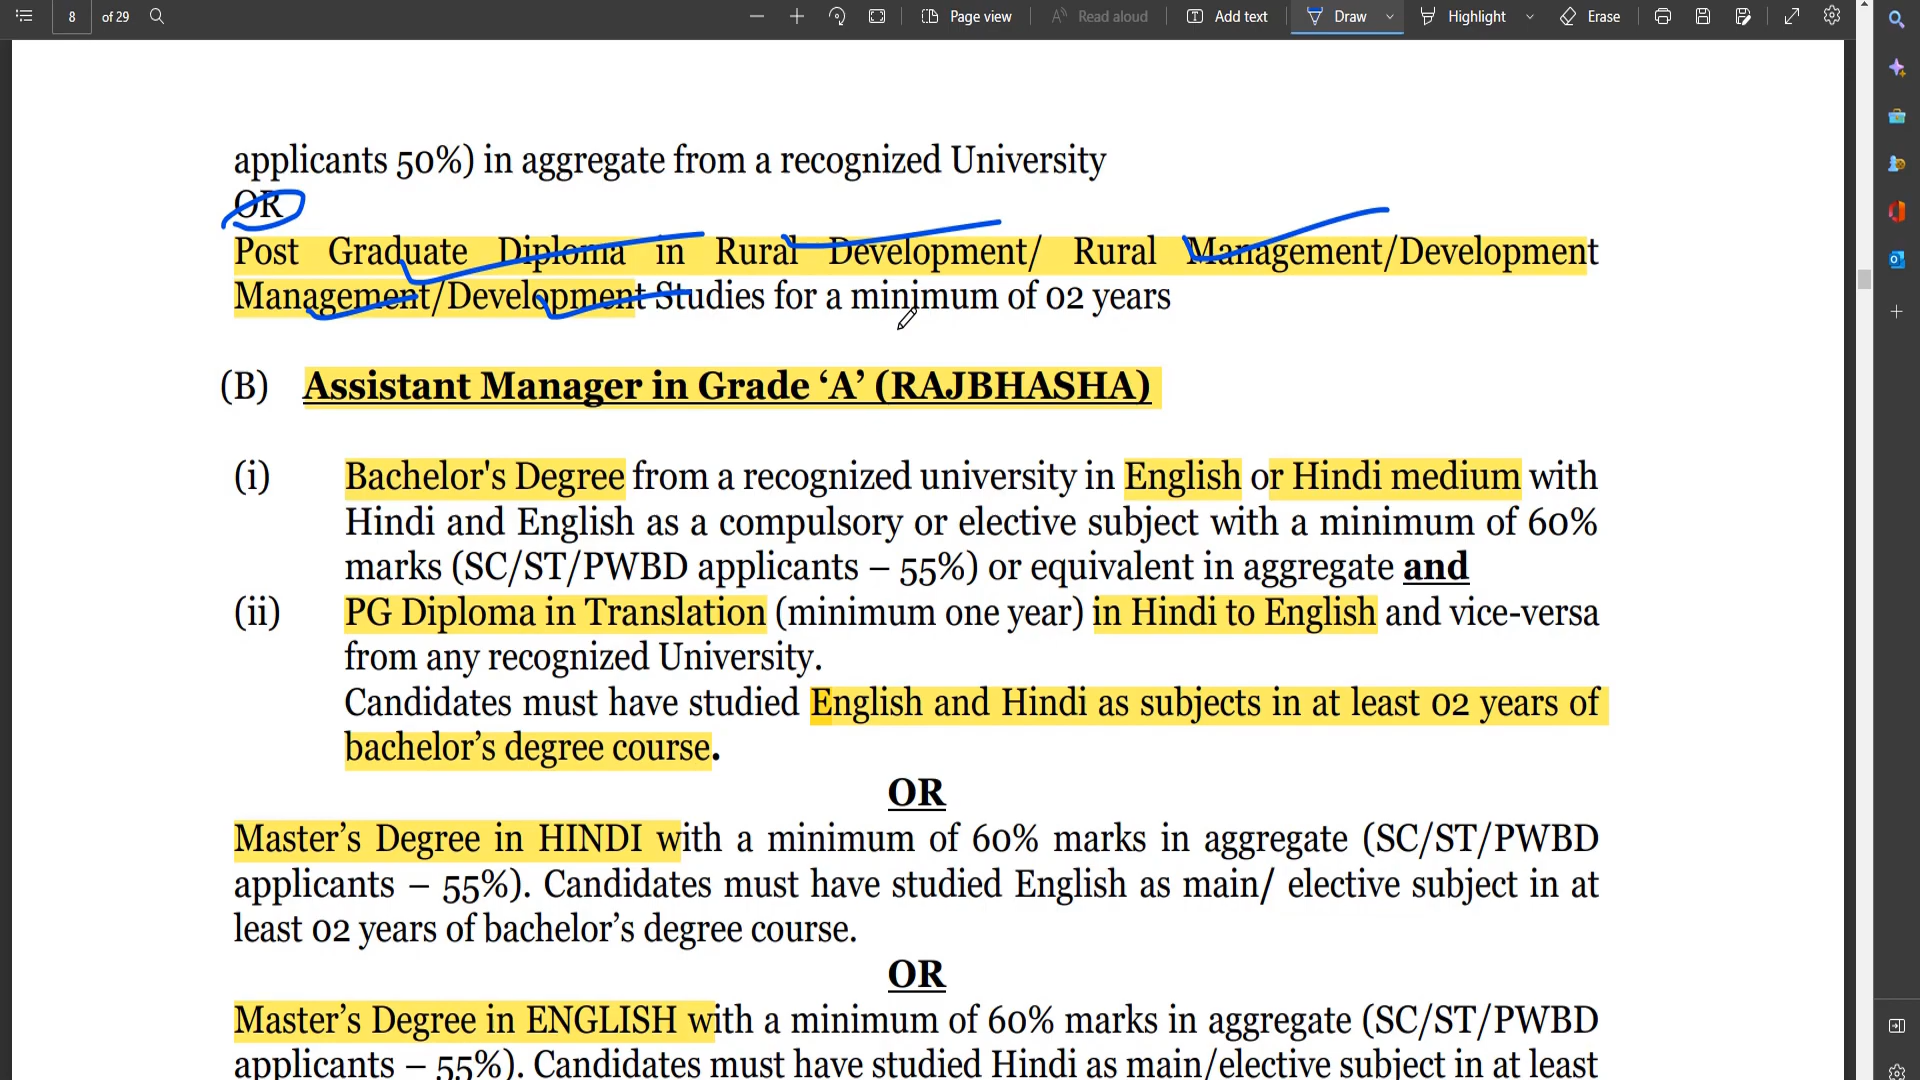 8 of 29 Page view Read aloud Add text Draw Highlight Erase
applicants 50%) in aggregate from a recognized University
OR
Post Graduate Diploma in Rural Development/ Rural Management/Development
Management/Development Studies for a minimum of 02 years
(B) Assistant Manager in Grade ‘A’ (RAJBHASHA)
(i) Bachelor's Degree from a recognized university in English or Hindi medium with
Hindi and English as a compulsory or elective subject with a minimum of 60%
marks (SC/ST/PWBD applicants – 55%) or equivalent in aggregate and
(ii) PG Diploma in Translation (minimum one year) in Hindi to English and vice-versa
from any recognized University.
Candidates must have studied English and Hindi as subjects in at least 02 years of
bachelor’s degree course.
OR
Master’s Degree in HINDI with a minimum of 60% marks in aggregate (SC/ST/PWBD
applicants – 55%). Candidates must have studied English as main/ elective subject in at
least 02 years of bachelor’s degree course.
OR
Master’s Degree in ENGLISH with a minimum of 60% marks in aggregate (SC/ST/PWBD
applicants – 55%). Candidates must have studied Hindi as main/elective subject in at least